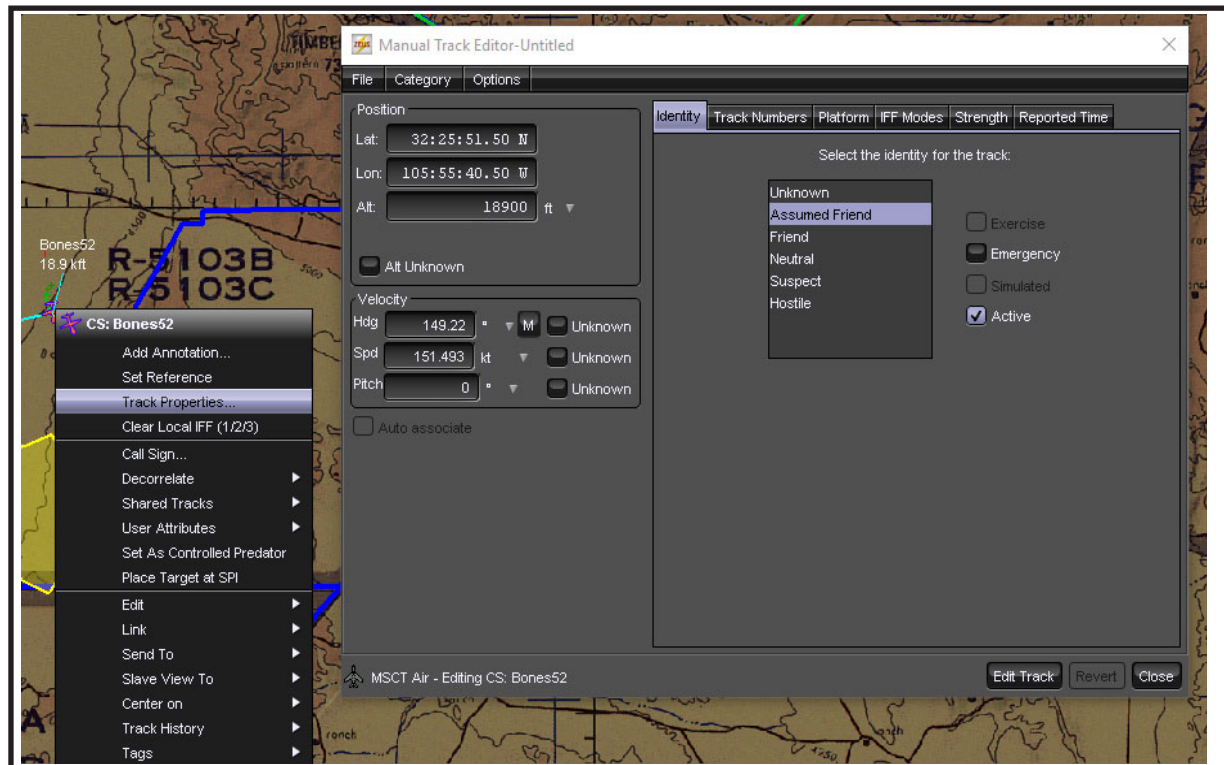 Manual Track Editor-Untitled
File Category Options
Position
Lat: 32:25:51.50 N
Lon: 105:55:40.50 W
Alt: 18900 ft
Alt Unknown
Velocity
Hdg 149.22 ° M Unknown
Spd 151.493 kt Unknown
Pitch 0 ° Unknown
Auto associate
Identity Track Numbers Platform IFF Modes Strength Reported Time
Select the identity for the track:
Unknown
Assumed Friend
Friend
Neutral
Suspect
Hostile
Exercise
Emergency
Simulated
Active
MSCT Air - Editing CS: Bones52
Edit Track Revert Close
Bones52
18.9 kft
R-5103B
R-5103C
CS: Bones52
Add Annotation...
Set Reference
Track Properties...
Clear Local IFF (1/2/3)
Call Sign...
Decorrelate
Shared Tracks
User Attributes
Set As Controlled Predator
Place Target at SPI
Edit
Link
Send To
Slave View To
Center on
Track History
Tags